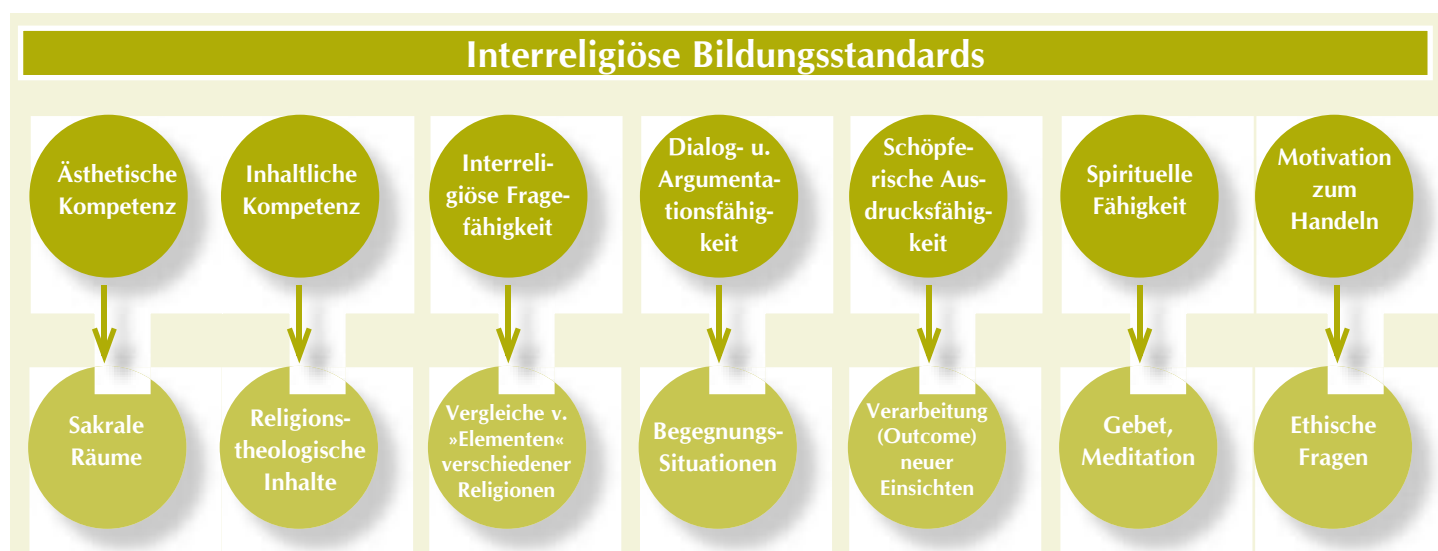 Interreligiöse Bildungsstandards
Ästhetische
Kompetenz
Inhaltliche
Kompetenz
Interreli-
giöse Frage-
fähigkeit
Dialog- u.
Argumenta-
tionsfähig-
keit
Schöpfe-
rische Aus-
drucksfähig-
keit
Spirituelle
Fähigkeit
Motivation
zum
Handeln
Sakrale
Räume
Religions-
theologische
Inhalte
Vergleiche v.
»Elementen«
verschiedener
Religionen
Begegnungs-
Situationen
Verarbeitung
(Outcome)
neuer
Einsichten
Gebet,
Meditation
Ethische
Fragen